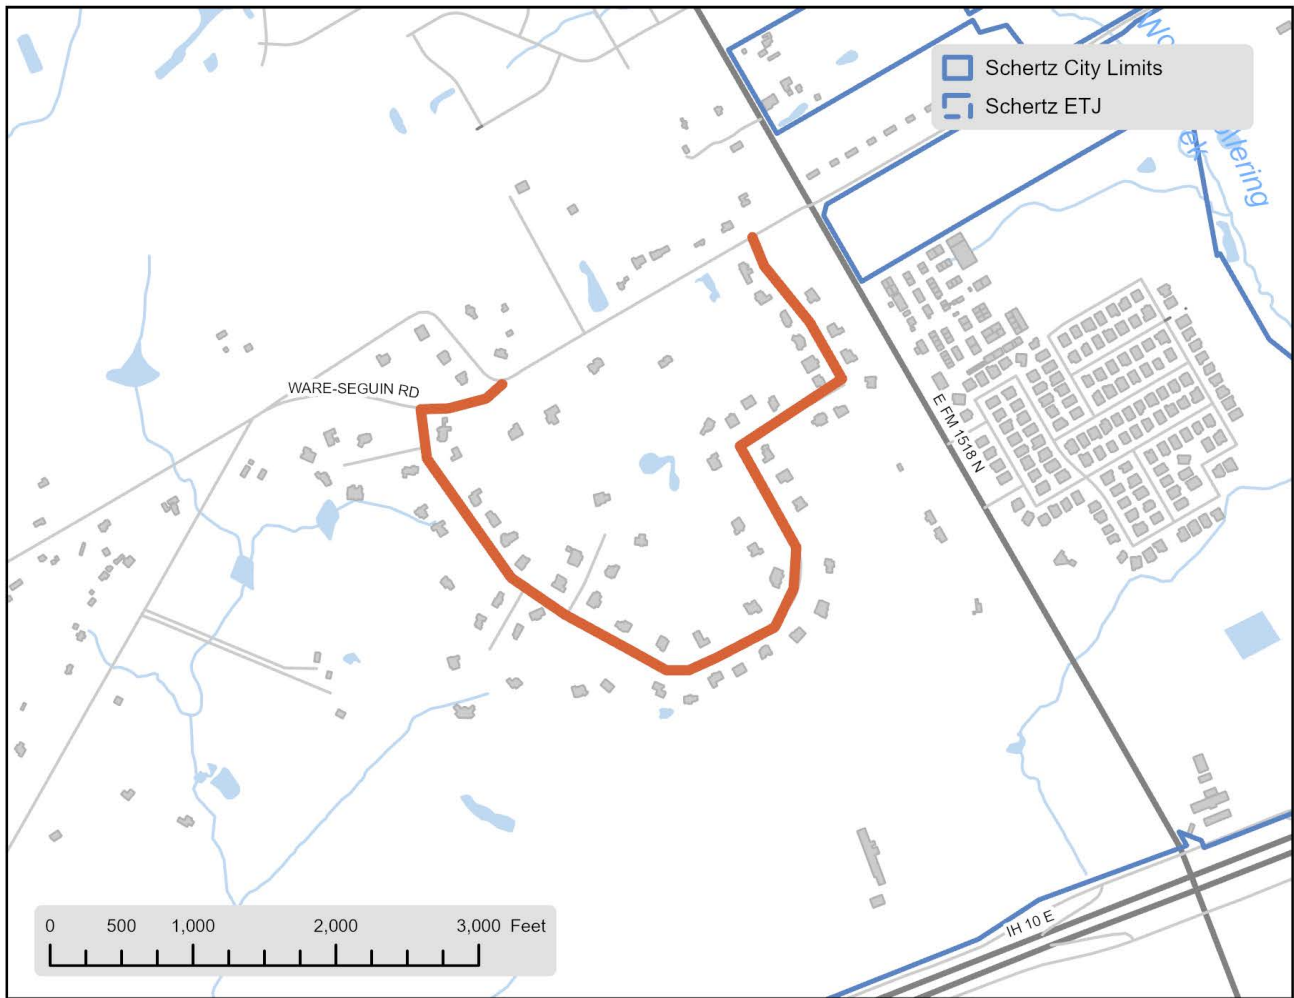 Schertz City Limits
Schertz ETJ
WARE-SEGUIN RD
E FM 1518 N
IH 10 E
0 500 1,000 2,000 3,000 Feet